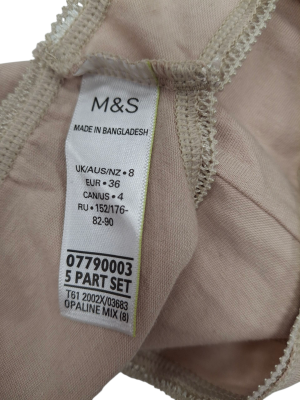 M&S
MADE IN BANGLADESH
UK/AUS/NZ • 8
EUR • 36
CAN/US • 4
RU • 152/176-
82-90
07790003
5 PART SET
T61 2002X/03683
OPALINE MIX (8)